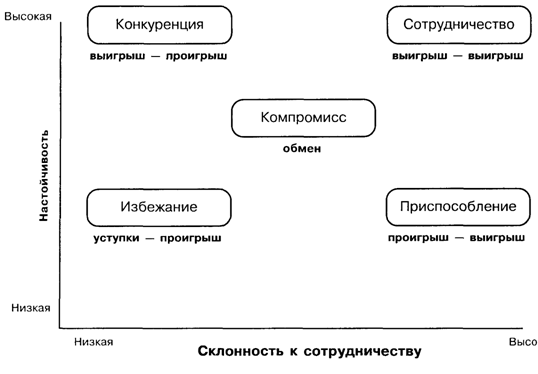 Высокая
Конкуренция
Сотрудничество
выигрыш — проигрыш
выигрыш — выигрыш
Компромисс
обмен
Настойчивость
Избежание
Приспособление
уступки — проигрыш
проигрыш — выигрыш
Низкая
Низкая
Высо
Склонность к сотрудничеству